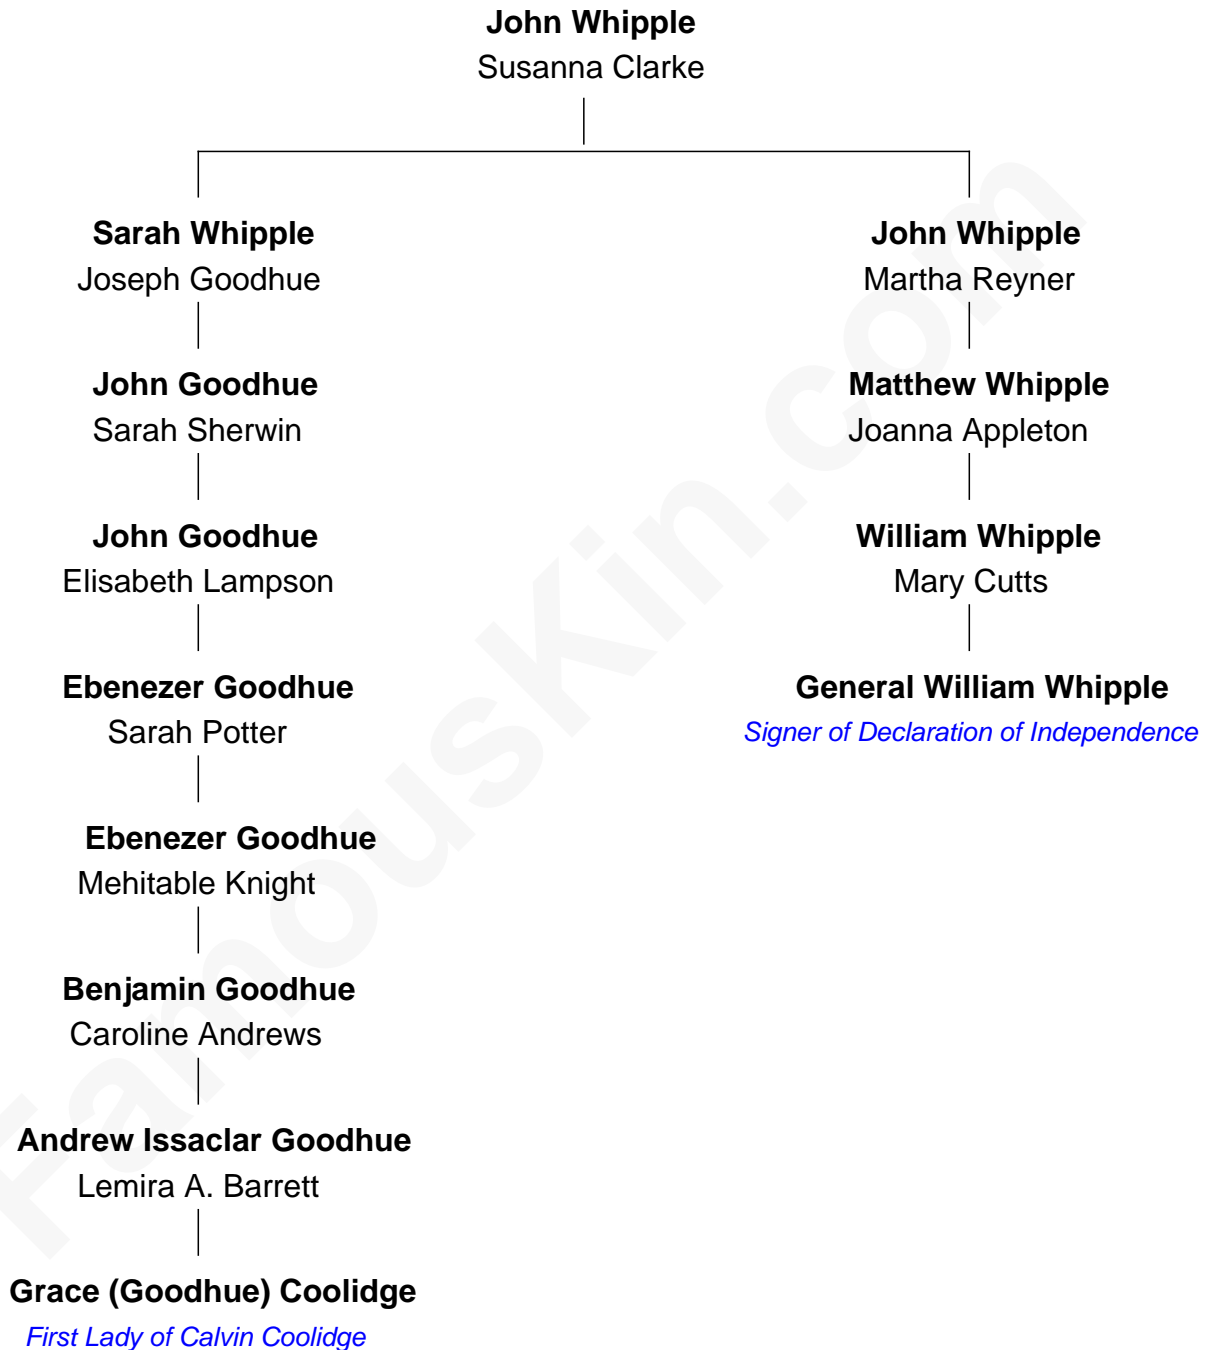 John Whipple
Susanna Clarke
Sarah Whipple
Joseph Goodhue
John Whipple
Martha Reyner
John Goodhue
Sarah Sherwin
Matthew Whipple
Joanna Appleton
John Goodhue
Elisabeth Lampson
William Whipple
Mary Cutts
Ebenezer Goodhue
Sarah Potter
General William Whipple
Signer of Declaration of Independence
Ebenezer Goodhue
Mehitable Knight
Benjamin Goodhue
Caroline Andrews
Andrew Issaclar Goodhue
Lemira A. Barrett
Grace (Goodhue) Coolidge
First Lady of Calvin Coolidge
FamousKin.com